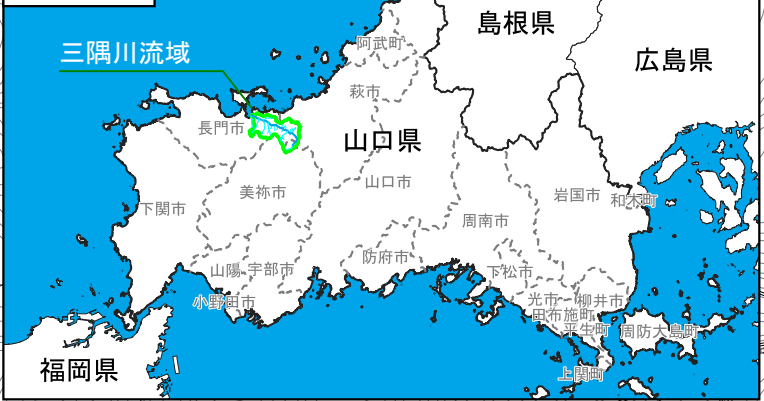 島根県
阿武町
三隅川流域
広島県
萩市
長門市
山口県
山口市
美祢市
岩国市
和木町
下関市
周南市
防府市
山陽
小野田市
宇部市
下松市
光市
柳井市
田布施町
平生町
周防大島町
上関町
福岡県